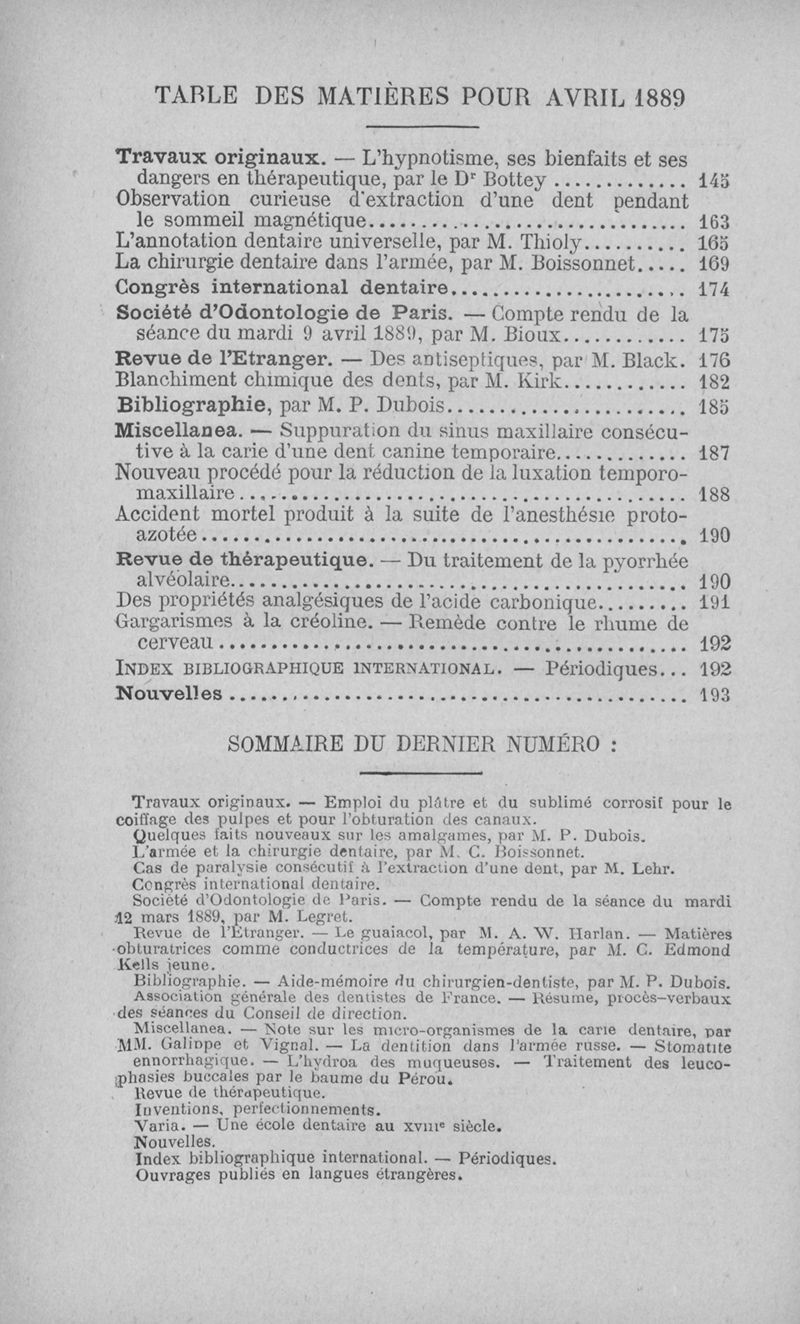 TABLE DES MATIÈRES POUR AVRIL 1889
Travaux originaux. — L'hypnotisme, ses bienfaits et ses
dangers en thérapeutique, par le Dr Bottey ............. 145
Observation curieuse d'extraction d'une dent pendant
le sommeil magnétique................................. 163
L'annotation dentaire universelle, par M. Thioly.......... 165
La chirurgie dentaire dans l'armée, par M. Boissonnet..... 169
Congrès international dentaire........................ 174
Société d'Odontologie de Paris. — Compte rendu de la
séance du mardi 9 avril 1889, par M. Bioux............ 175
Revue de l'Etranger. — Des antiseptiques, par M. Black. 176
Blanchiment chimique des dents, par M. Kirk............ 182
Bibliographie, par M. P. Dubois........................ 185
Miscellanea. — Suppuration du sinus maxillaire consécu-
tive à la carie d'une dent canine temporaire............. 187
Nouveau procédé pour la réduction de la luxation temporo-
maxillaire............................................. 188
Accident mortel produit à la suite de l'anesthésie proto-
azotée................................................. 190
Revue de thérapeutique. — Du traitement de la pyorrhée
alvéolaire.............................................. 190
Des propriétés analgésiques de l'acide carbonique......... 191
Gargarismes à la créoline. — Remède contre le rhume de
cerveau ............................................... 192
INDEX BIBLIOGRAPHIQUE INTERNATIONAL. — Périodiques... 192
Nouvelles .............................................. 193
SOMMAIRE DU DERNIER NUMÉRO :
Travaux originaux. — Emploi du plâtre et du sublimé corrosif pour le
coiffage des pulpes et pour l'obturation des canaux.
Quelques faits nouveaux sur les amalgames, par M. P. Dubois.
L'armée et la chirurgie dentaire, par M. C. Boissonnet.
Cas de paralysie consécutif à l'extraction d'une dent, par M. Lehr.
Congrès international dentaire.
Société d'Odontologie de Paris. — Compte rendu de la séance du mardi
12 mars 1889, par M. Legret.
Revue de l'Étranger. — Le guaiacol, par M. A. W. Harlan. — Matières
obturatrices comme conductrices de la température, par M. C. Edmond
Kells jeune.
Bibliographie. — Aide-mémoire du chirurgien-dentiste, par M. P. Dubois.
Association générale des dentistes de France. — Résume, procès-verbaux
des séances du Conseil de direction.
Miscellanea. — Note sur les micro-organismes de la carie dentaire, par
MM. Galippe et Vignal. — La dentition dans l'armée russe. — Stomatite
ennorrhagique. — L'hydroa des muqueuses. — Traitement des leuco-
phasies buccales par le baume du Pérou.
Revue de thérapeutique.
Inventions, perfectionnements.
Varia. — Une école dentaire au XVIIIe siècle.
Nouvelles.
Index bibliographique international. — Périodiques.
Ouvrages publiés en langues étrangères.